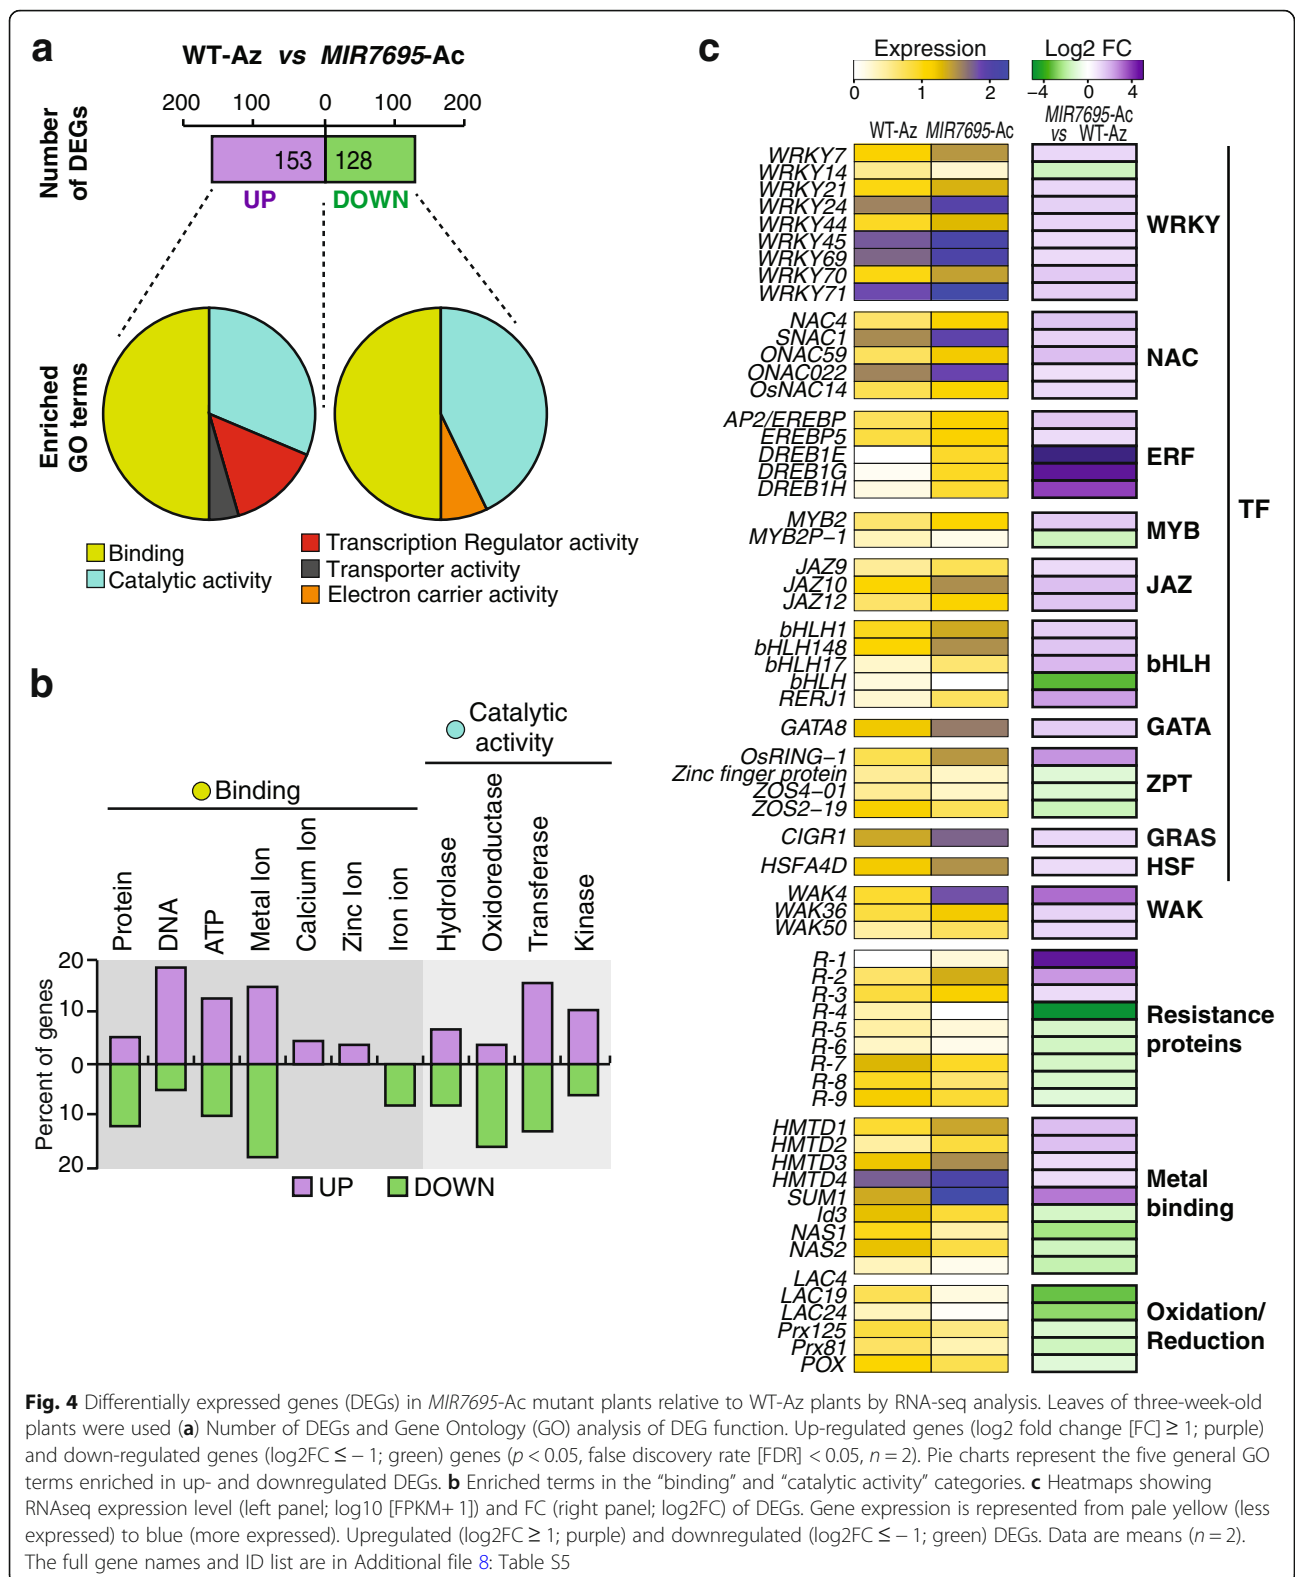 a
WT-Az vs MIR7695-Ac
200 100 0 100 200
Number of DEGs
153 128
UP DOWN
Enriched GO terms
Binding
Catalytic activity
Transcription Regulator activity
Transporter activity
Electron carrier activity
b
Binding
Catalytic activity
Protein
DNA
ATP
Metal Ion
Calcium Ion
Zinc Ion
Iron ion
Hydrolase
Oxidoreductase
Transferase
Kinase
Percent of genes
20
10
0
10
20
UP DOWN
c
Expression
0 1 2
Log2 FC
−4 0 4
WT-Az MIR7695-Ac
MIR7695-Ac
vs WT-Az
WRKY7
WRKY14
WRKY21
WRKY24
WRKY44
WRKY45
WRKY69
WRKY70
WRKY71
WRKY
NAC4
SNAC1
ONAC59
ONAC022
OsNAC14
NAC
AP2/EREBP
EREBP5
DREB1E
DREB1G
DREB1H
ERF
TF
MYB2
MYB2P−1
MYB
JAZ9
JAZ10
JAZ12
JAZ
bHLH1
bHLH148
bHLH17
bHLH
RERJ1
bHLH
GATA8
GATA
OsRING−1
Zinc finger protein
ZOS4−01
ZOS2−19
ZPT
CIGR1
GRAS
HSFA4D
HSF
WAK4
WAK36
WAK50
WAK
R-1
R-2
R-3
R-4
R-5
R-6
R-7
R-8
R-9
Resistance
proteins
HMTD1
HMTD2
HMTD3
HMTD4
SUM1
Id3
NAS1
NAS2
Metal
binding
LAC4
LAC19
LAC24
Prx125
Prx81
POX
Oxidation/
Reduction
Fig. 4 Differentially expressed genes (DEGs) in MIR7695-Ac mutant plants relative to WT-Az plants by RNA-seq analysis. Leaves of three-week-old
plants were used (a) Number of DEGs and Gene Ontology (GO) analysis of DEG function. Up-regulated genes (log2 fold change [FC] ≥ 1; purple)
and down-regulated genes (log2FC ≤ − 1; green) genes (p < 0.05, false discovery rate [FDR] < 0.05, n = 2). Pie charts represent the five general GO
terms enriched in up- and downregulated DEGs. b Enriched terms in the “binding” and “catalytic activity” categories. c Heatmaps showing
RNAseq expression level (left panel; log10 [FPKM+ 1]) and FC (right panel; log2FC) of DEGs. Gene expression is represented from pale yellow (less
expressed) to blue (more expressed). Upregulated (log2FC ≥ 1; purple) and downregulated (log2FC ≤ − 1; green) DEGs. Data are means (n = 2).
The full gene names and ID list are in Additional file 8: Table S5